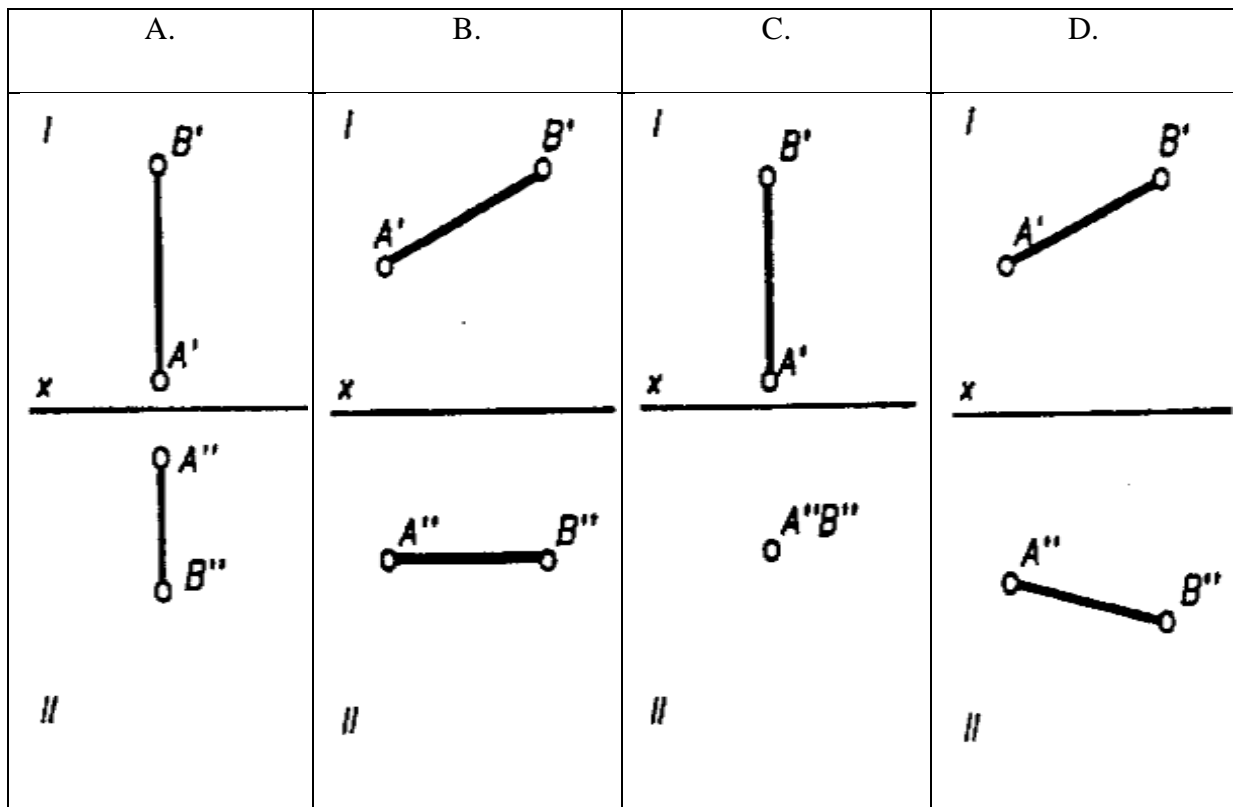 A. B. C. D.
I I I I
B' B' B' B'
A' A' A' A'
x x x x
A" A" B" A"B" A" B"
B"
II II II II